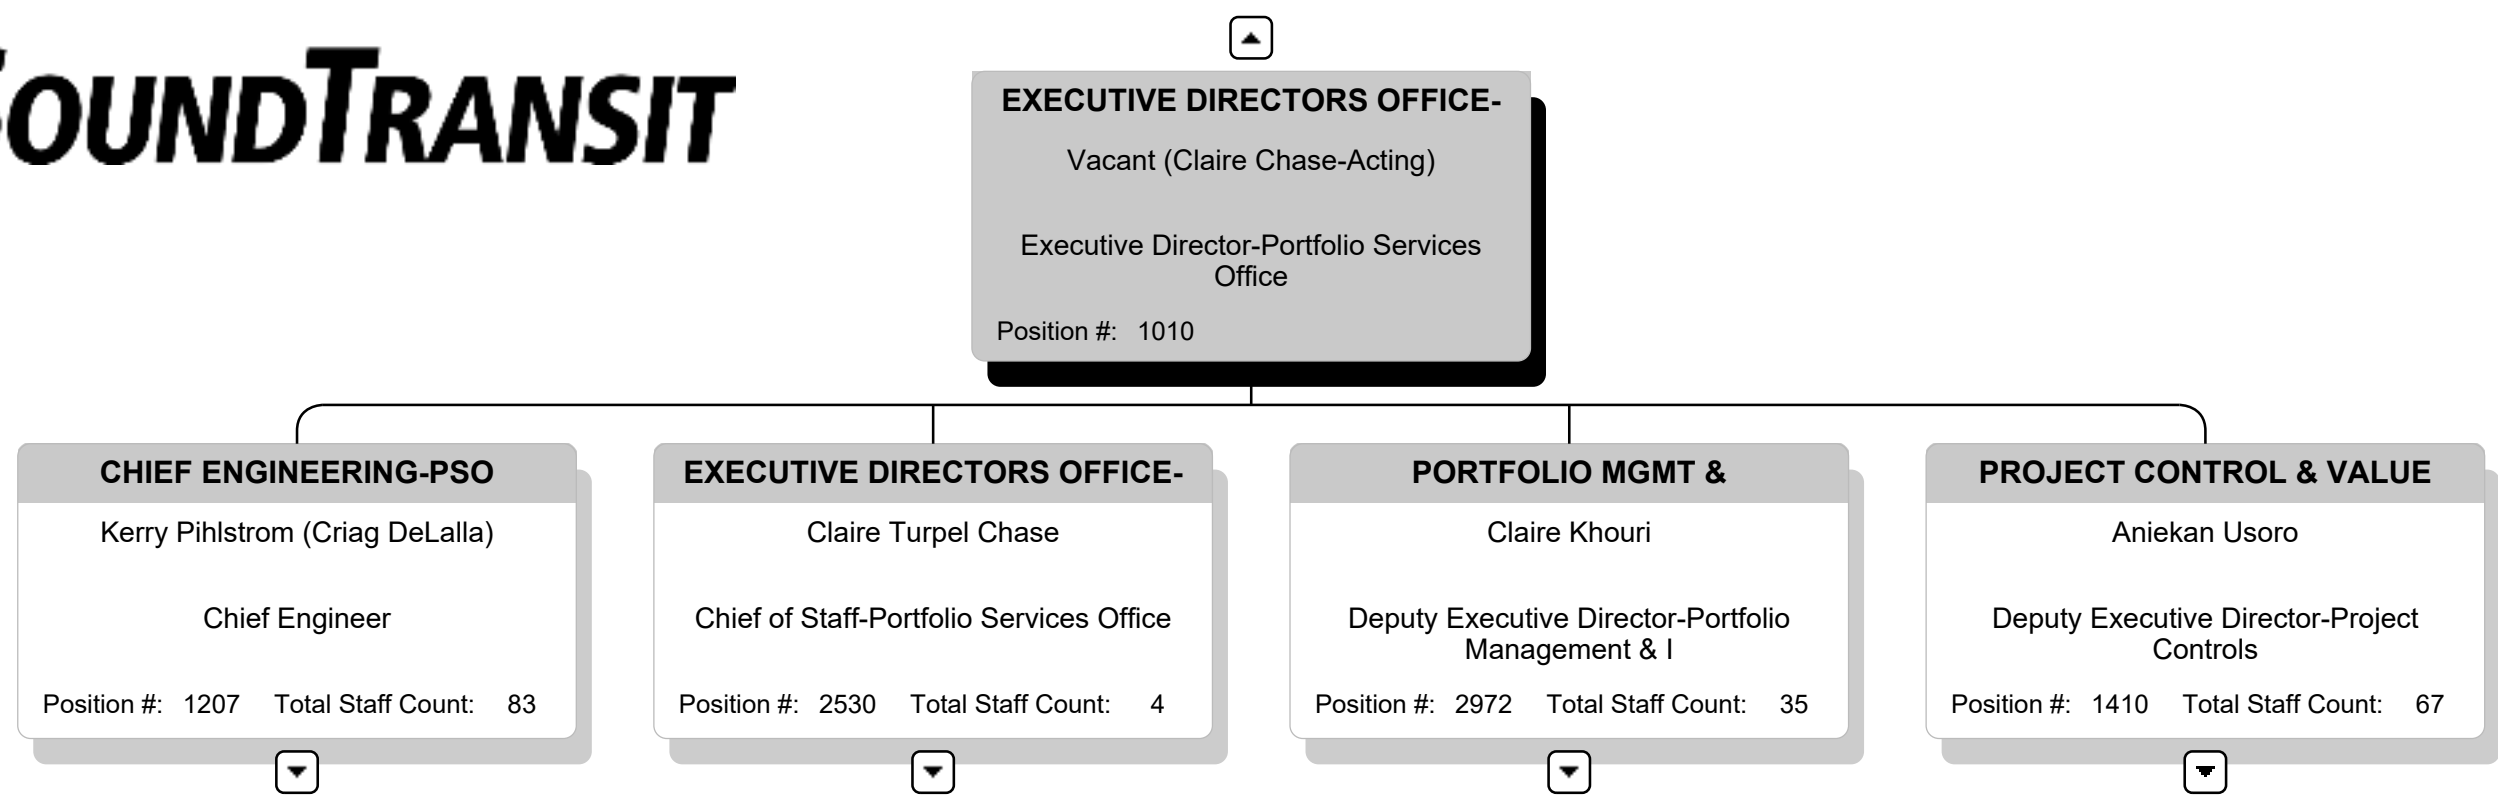 SOUNDTRANSIT
EXECUTIVE DIRECTORS OFFICE-
Vacant (Claire Chase-Acting)
Executive Director-Portfolio Services
Office
Position #: 1010
CHIEF ENGINEERING-PSO
Kerry Pihlstrom (Criag DeLalla)
Chief Engineer
Position #: 1207 Total Staff Count: 83
EXECUTIVE DIRECTORS OFFICE-
Claire Turpel Chase
Chief of Staff-Portfolio Services Office
Position #: 2530 Total Staff Count: 4
PORTFOLIO MGMT &
Claire Khouri
Deputy Executive Director-Portfolio
Management & I
Position #: 2972 Total Staff Count: 35
PROJECT CONTROL & VALUE
Aniekan Usoro
Deputy Executive Director-Project
Controls
Position #: 1410 Total Staff Count: 67